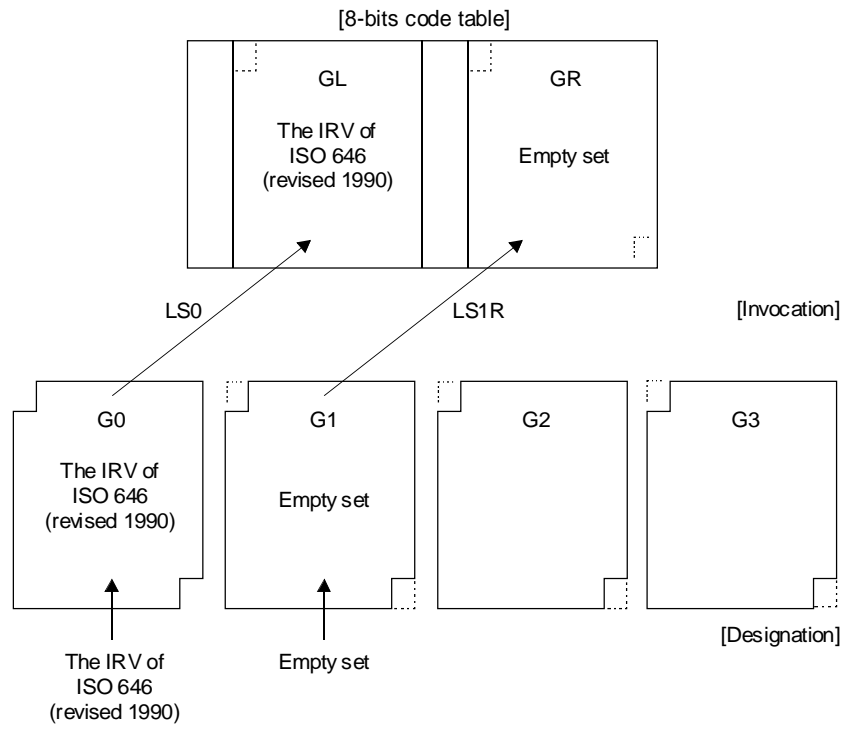 [8-bits code table]
GL
GR
The IRV of
ISO 646
(revised 1990)
Empty set
LS0
LS1R
[Invocation]
G0
G1
G2
G3
The IRV of
ISO 646
(revised 1990)
Empty set
[Designation]
The IRV of
ISO 646
(revised 1990)
Empty set